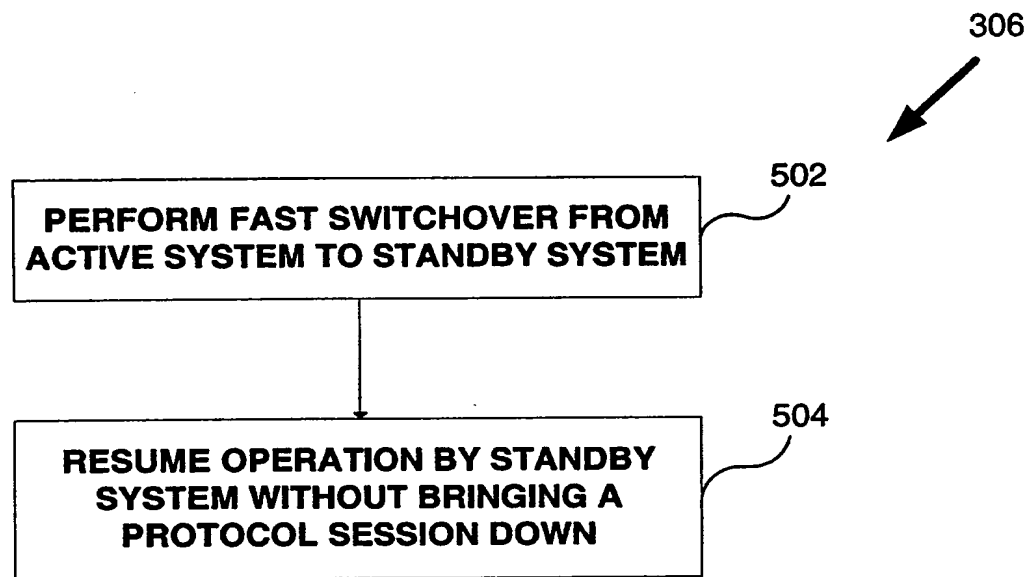 306
502
PERFORM FAST SWITCHOVER FROM
ACTIVE SYSTEM TO STANDBY SYSTEM
504
RESUME OPERATION BY STANDBY
SYSTEM WITHOUT BRINGING A
PROTOCOL SESSION DOWN